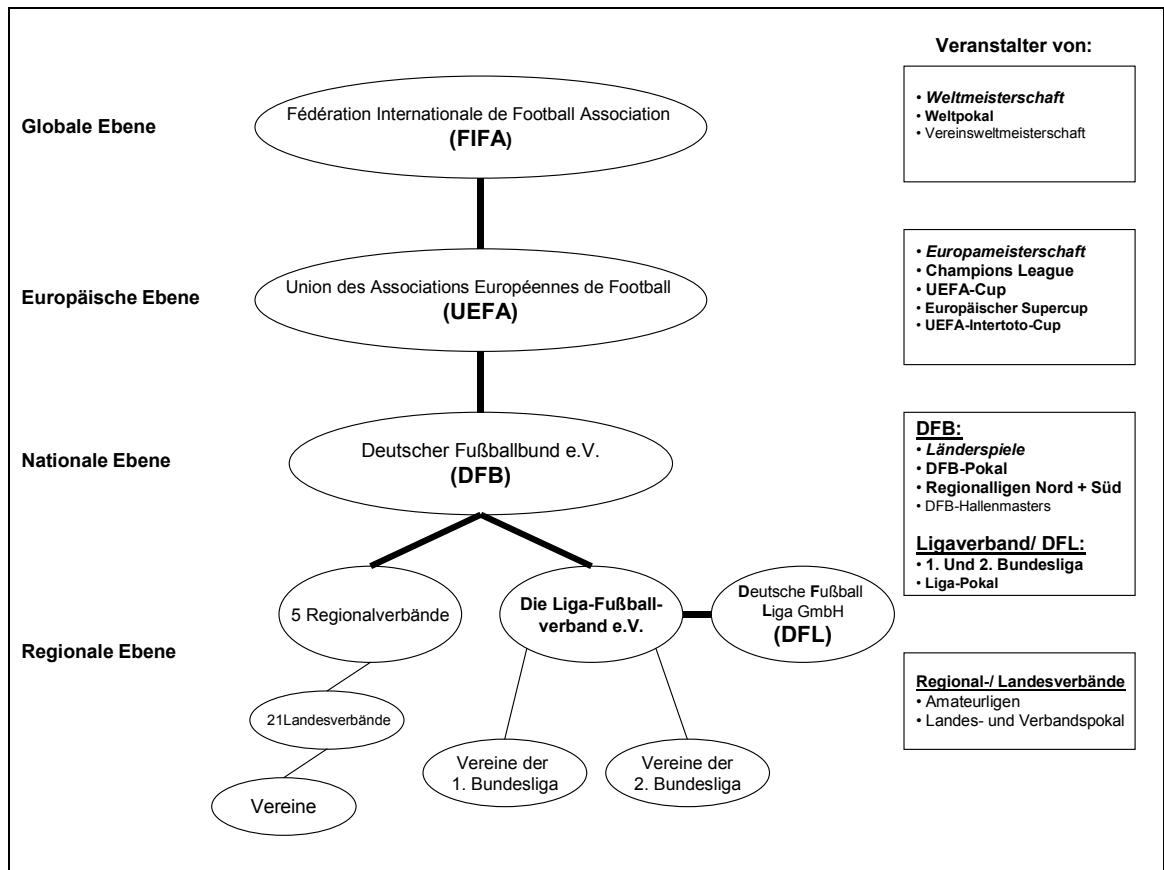 Veranstalter von:
Globale Ebene
Fédération Internationale de Football Association
(FIFA)
• Weltmeisterschaft
• Weltpokal
• Vereinsweltmeisterschaft
Europäische Ebene
Union des Associations Européennes de Football
(UEFA)
• Europameisterschaft
• Champions League
• UEFA-Cup
• Europäischer Supercup
• UEFA-Intertoto-Cup
Nationale Ebene
Deutscher Fußballbund e.V.
(DFB)
DFB:
• Länderspiele
• DFB-Pokal
• Regionalligen Nord + Süd
• DFB-Hallenmasters
Ligaverband/ DFL:
• 1. Und 2. Bundesliga
• Liga-Pokal
Regionale Ebene
5 Regionalverbände
Die Liga-Fußball-
verband e.V.
Deutsche Fußball
Liga GmbH
(DFL)
21Landesverbände
Vereine
Vereine der
1. Bundesliga
Vereine der
2. Bundesliga
Regional-/ Landesverbände
• Amateurligen
• Landes- und Verbandspokal